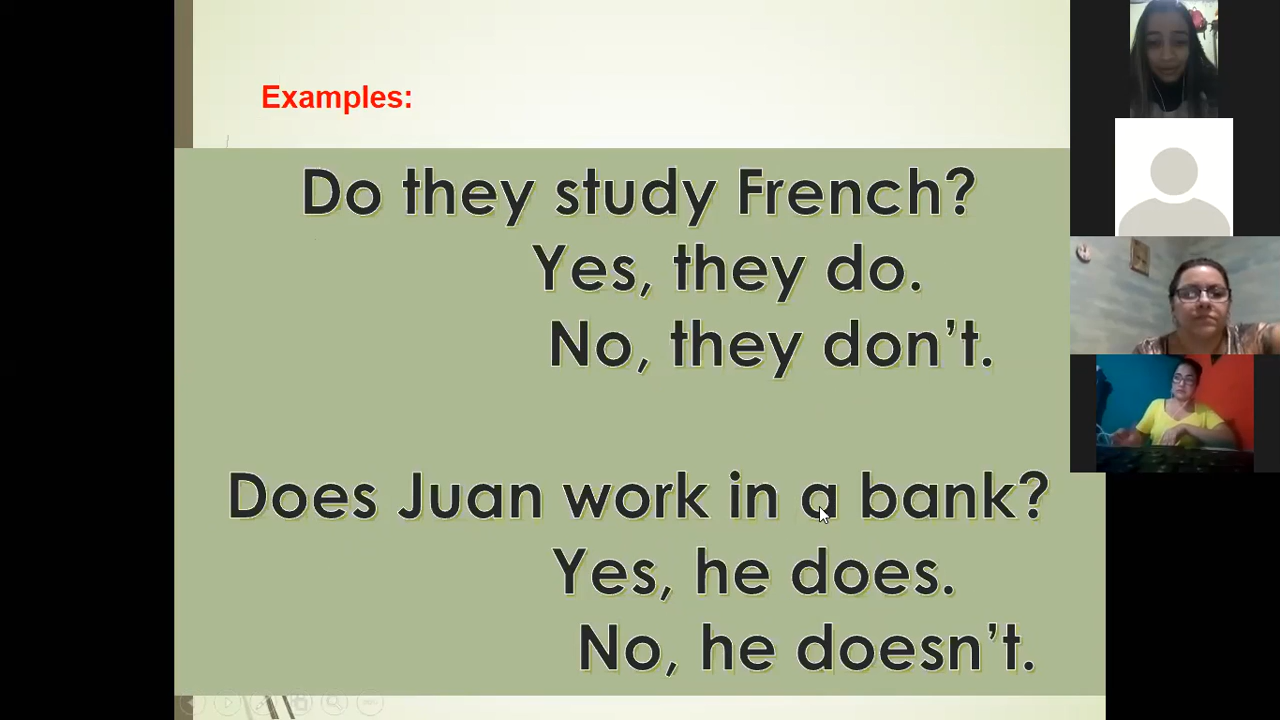 Examples:
Do they study French?
Yes, they do.
No, they don’t.
Does Juan work in a bank?
Yes, he does.
No, he doesn’t.